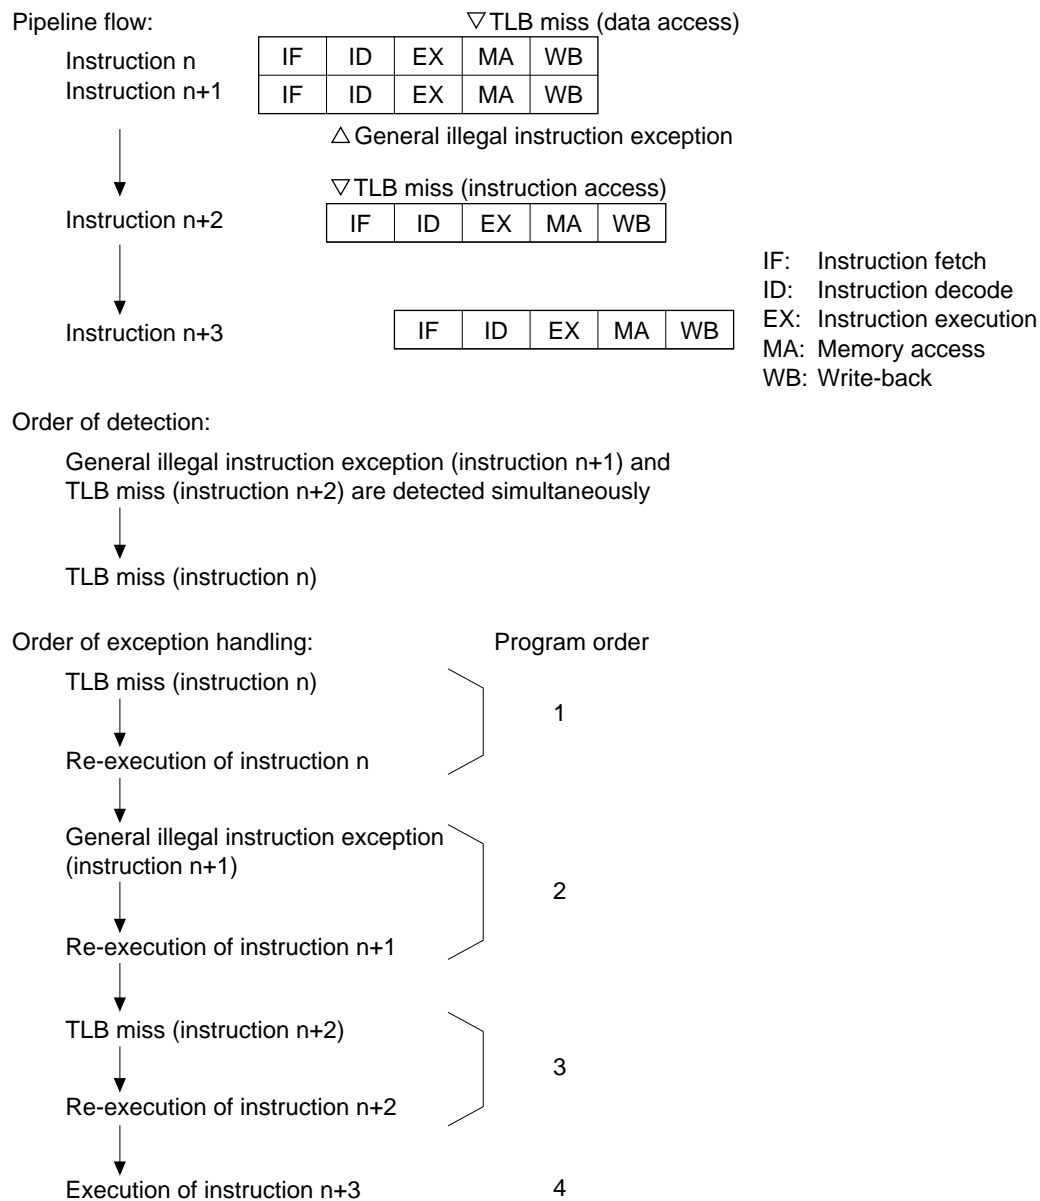 Pipeline flow:
▽TLB miss (data access)
Instruction n IF ID EX MA WB
Instruction n+1 IF ID EX MA WB
△General illegal instruction exception
▽TLB miss (instruction access)
Instruction n+2 IF ID EX MA WB
Instruction n+3 IF ID EX MA WB
IF: Instruction fetch
ID: Instruction decode
EX: Instruction execution
MA: Memory access
WB: Write-back
Order of detection:
General illegal instruction exception (instruction n+1) and
TLB miss (instruction n+2) are detected simultaneously
TLB miss (instruction n)
Order of exception handling: Program order
TLB miss (instruction n)
1
Re-execution of instruction n
General illegal instruction exception
(instruction n+1)
2
Re-execution of instruction n+1
TLB miss (instruction n+2)
3
Re-execution of instruction n+2
Execution of instruction n+3 4